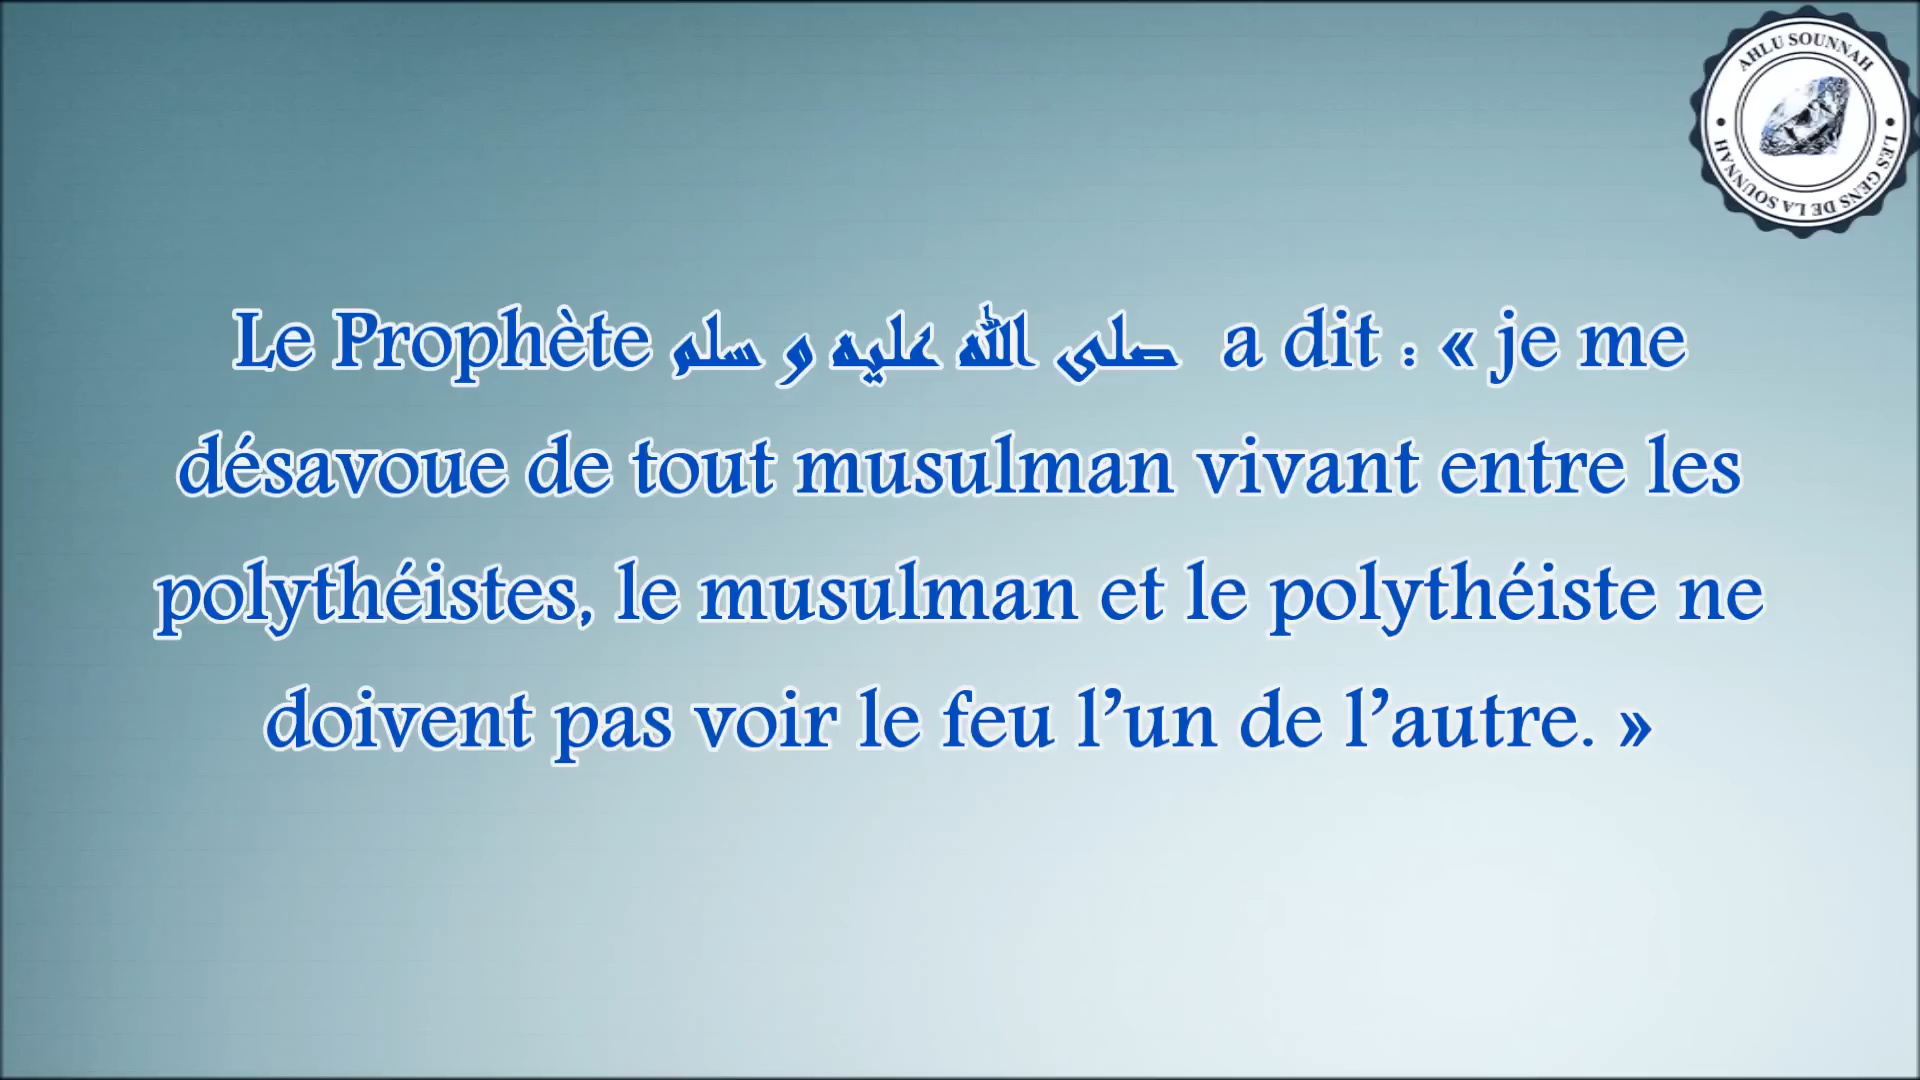 AHLU SOUNNAH
• LES GENS DE LA SOUNNAH •
Le Prophète صلى الله عليه و سلم a dit : « je me
désavoue de tout musulman vivant entre les
polythéistes, le musulman et le polythéiste ne
doivent pas voir le feu l’un de l’autre. »